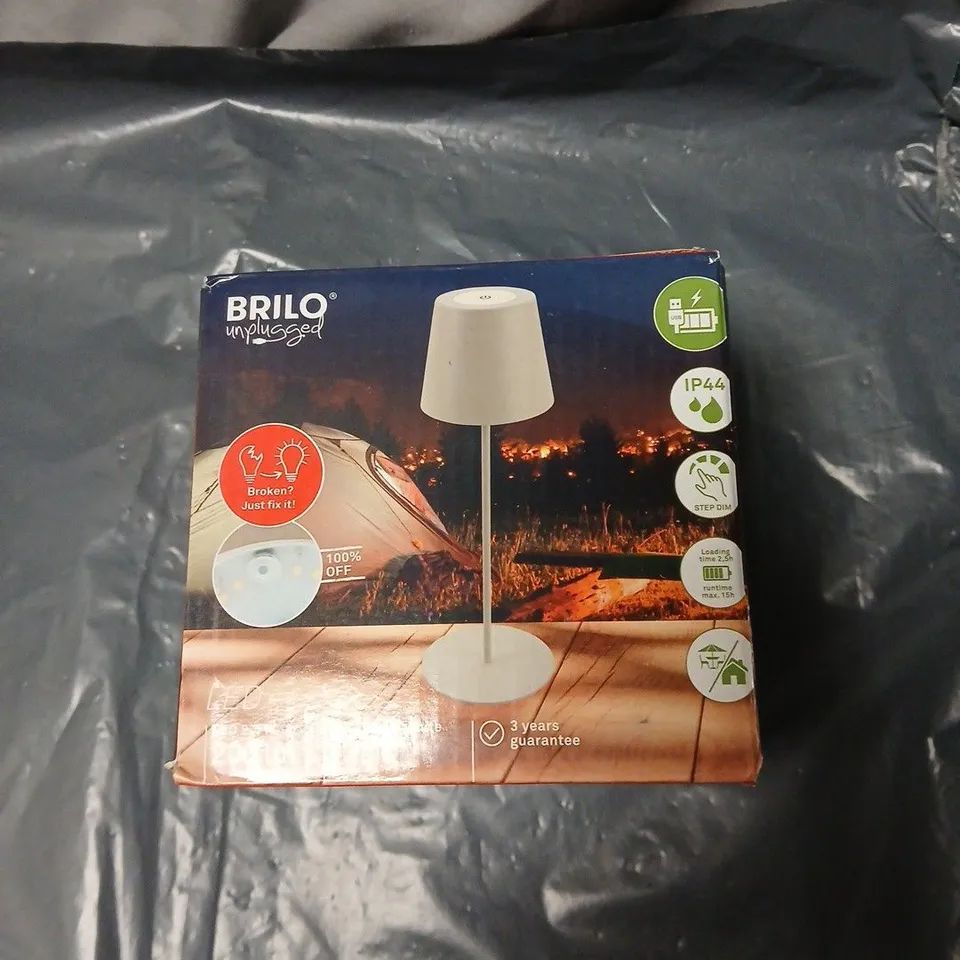 BRILO®
unplugged
USB
IP44
Broken?
Just fix it!
STEP DIM
100%
OFF
Loading
time 2,5h
runtime
max. 15h
LED
3 years
guarantee